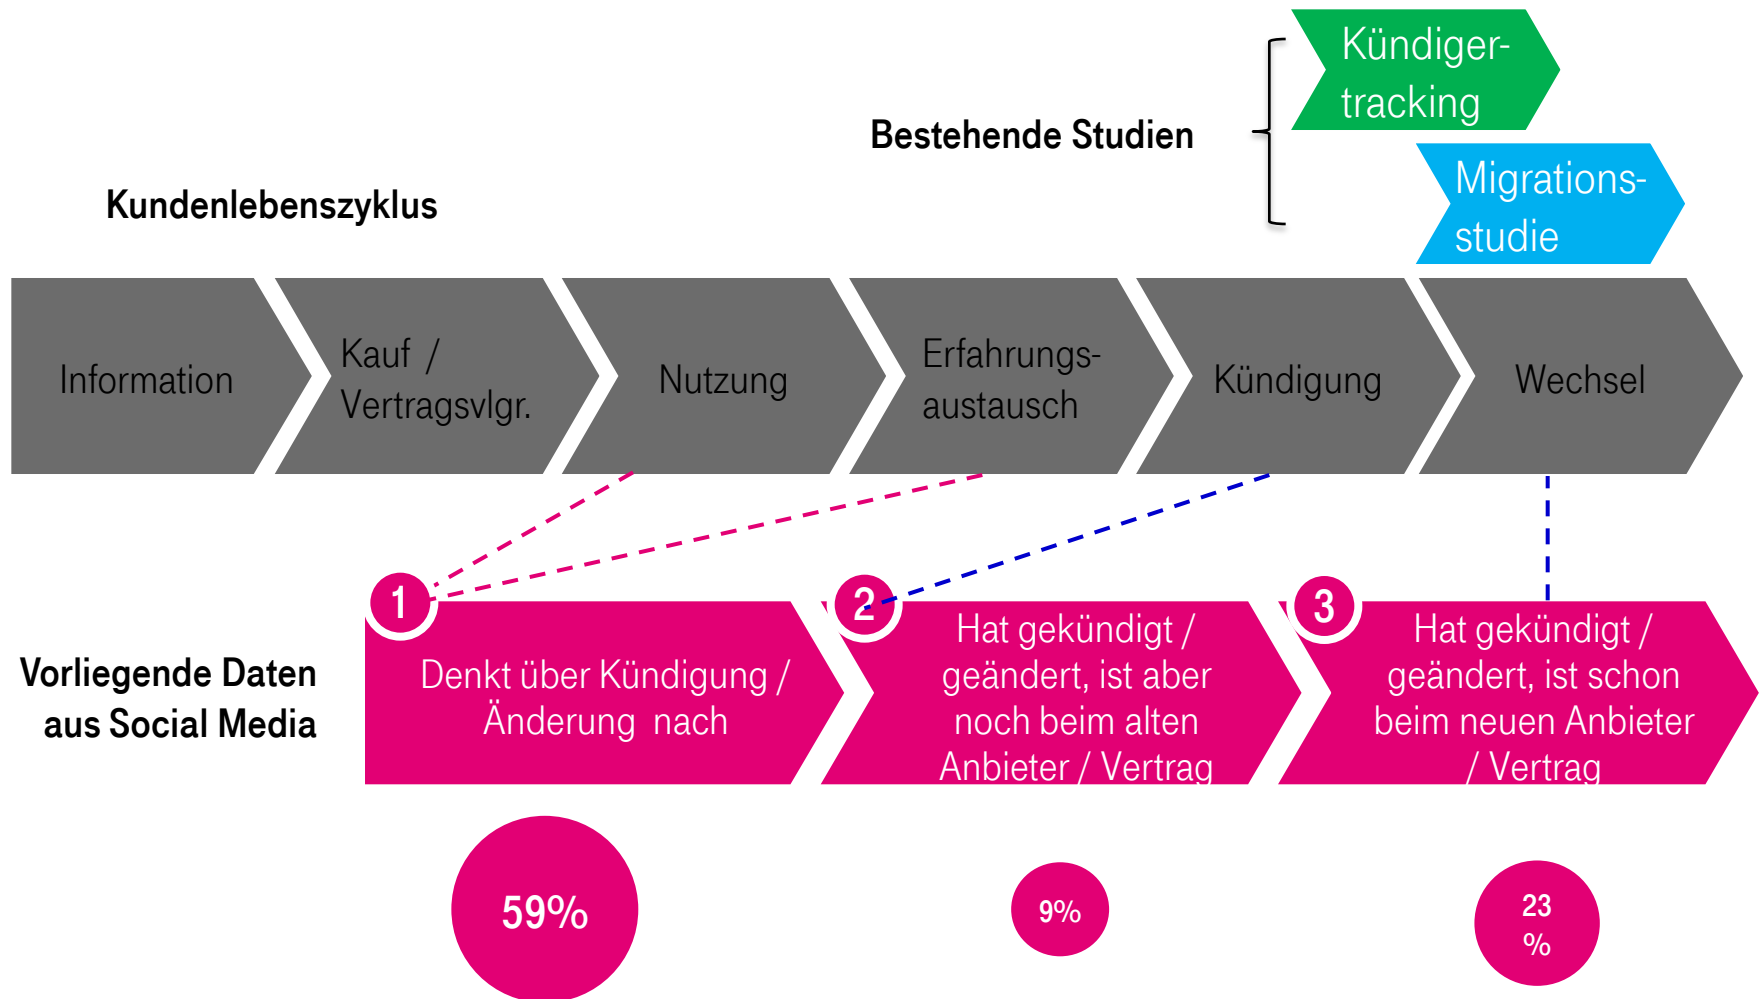 Kündiger-
tracking
Bestehende Studien
Migrations-
studie
Kundenlebenszyklus
Information
Kauf /
Vertragsvlgr.
Nutzung
Erfahrungs-
austausch
Kündigung
Wechsel
Vorliegende Daten
aus Social Media
1
Denkt über Kündigung /
Änderung nach
2
Hat gekündigt /
geändert, ist aber
noch beim alten
Anbieter / Vertrag
3
Hat gekündigt /
geändert, ist schon
beim neuen Anbieter
/ Vertrag
59%
9%
23
%